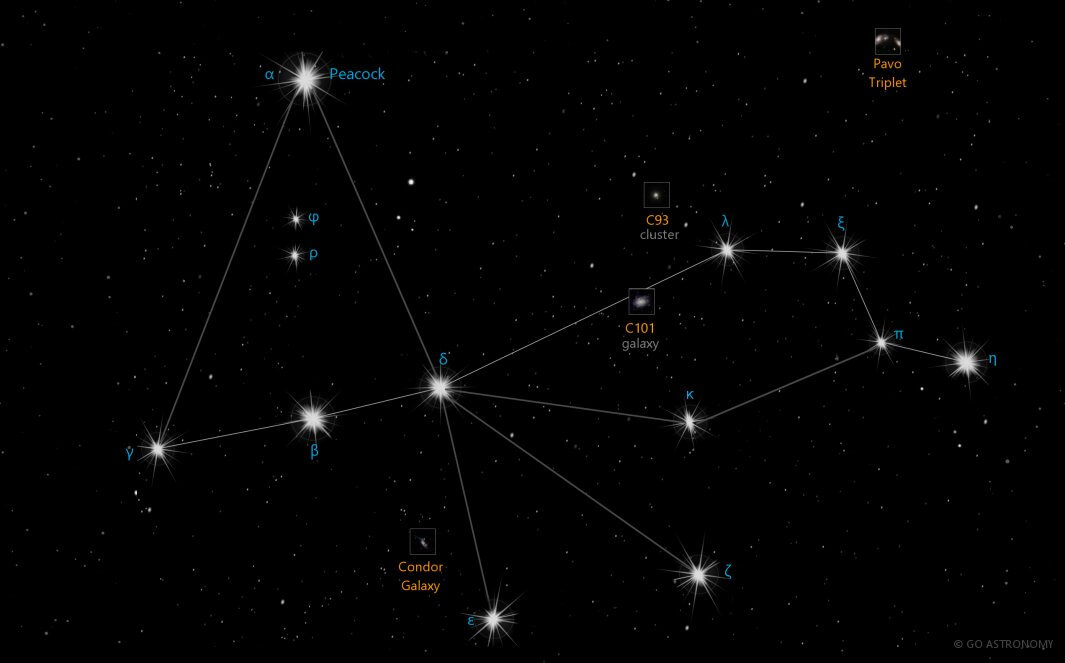 Pavo
Triplet
α Peacock
φ
ρ
C93
cluster
λ
ξ
C101
galaxy
π
δ
η
κ
γ
β
Condor
Galaxy
ζ
ε
© GO ASTRONOMY